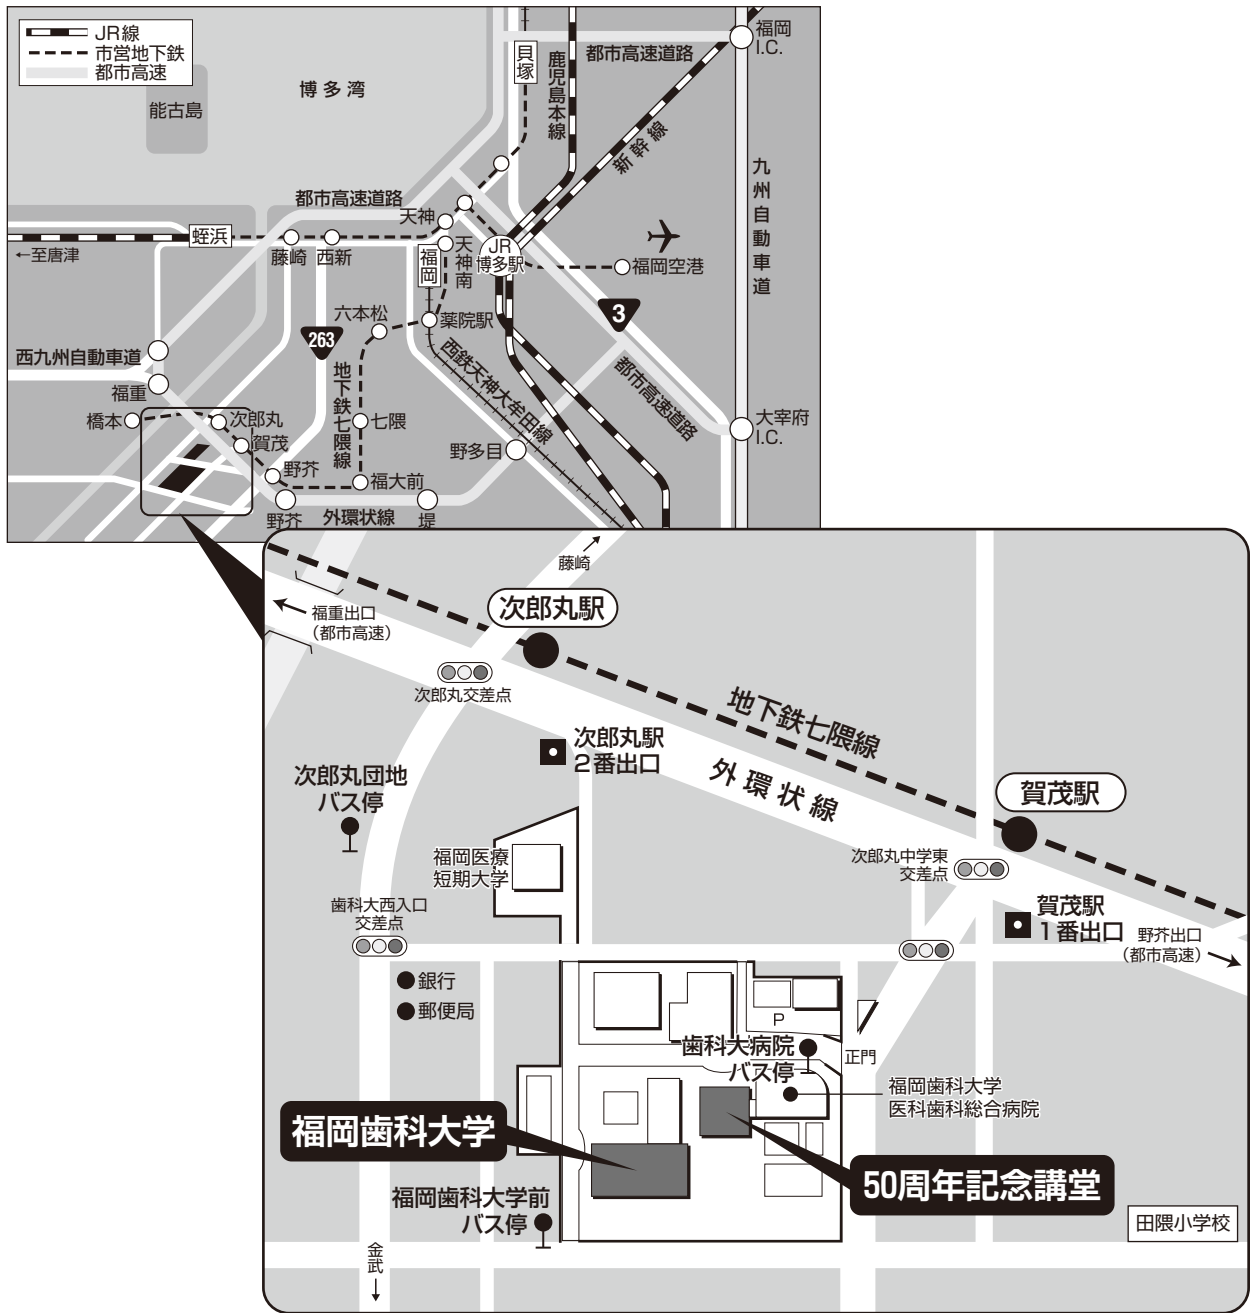 JR線
市営地下鉄
都市高速
能古島
博多湾
貝塚
鹿児島本線
都市高速道路
福岡
I.C.
新幹線
九州自動車道
都市高速道路
天神
蛭浜
←至唐津
藤崎
西新
福岡
天神南
JR
博多駅
福岡空港
3
六本松
薬院駅
263
西九州自動車道
福重
地下鉄七隈線
西鉄天神大牟田線
都市高速道路
橋本
次郎丸
賀茂
七隈
野多目
大宰府
I.C.
野芥
福大前
野芥
外環状線
堤
藤崎
福重出口
(都市高速)
次郎丸駅
次郎丸交差点
地下鉄七隈線
次郎丸駅
2番出口
外環状線
次郎丸団地
バス停
賀茂駅
福岡医療
短期大学
次郎丸中学東
交差点
歯科大西入口
交差点
賀茂駅
1番出口
野芥出口
(都市高速)
銀行
郵便局
P
歯科大病院
バス停
正門
福岡歯科大学
医科歯科総合病院
福岡歯科大学
50周年記念講堂
福岡歯科大学前
バス停
田隈小学校
金武